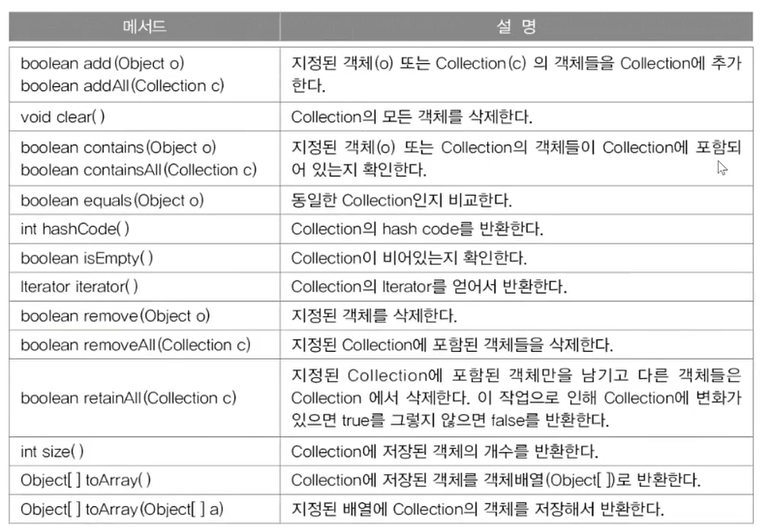 메서드 설 명
boolean add(Object o) 지정된 객체(o) 또는 Collection(c) 의 객체들을 Collection에 추가
boolean addAll(Collection c) 한다.
void clear( ) Collection의 모든 객체를 삭제한다.
boolean contains(Object o) 지정된 객체(o) 또는 Collection의 객체들이 Collection에 포함되
boolean containsAll(Collection c) 어 있는지 확인한다.
boolean equals(Object o) 동일한 Collection인지 비교한다.
int hashCode( ) Collection의 hash code를 반환한다.
boolean isEmpty( ) Collection이 비어있는지 확인한다.
Iterator iterator( ) Collection의 Iterator를 얻어서 반환한다.
boolean remove(Object o) 지정된 객체를 삭제한다.
boolean removeAll(Collection c) 지정된 Collection에 포함된 객체들을 삭제한다.
지정된 Collection에 포함된 객체만을 남기고 다른 객체들은
boolean retainAll(Collection c) Collection 에서 삭제한다. 이 작업으로 인해 Collection에 변화가
있으면 true를 그렇지 않으면 false를 반환한다.
int size( ) Collection에 저장된 객체의 개수를 반환한다.
Object[ ] toArray( ) Collection에 저장된 객체를 객체배열(Object[ ])로 반환한다.
Object[ ] toArray(Object[ ] a) 지정된 배열에 Collection의 객체를 저장해서 반환한다.